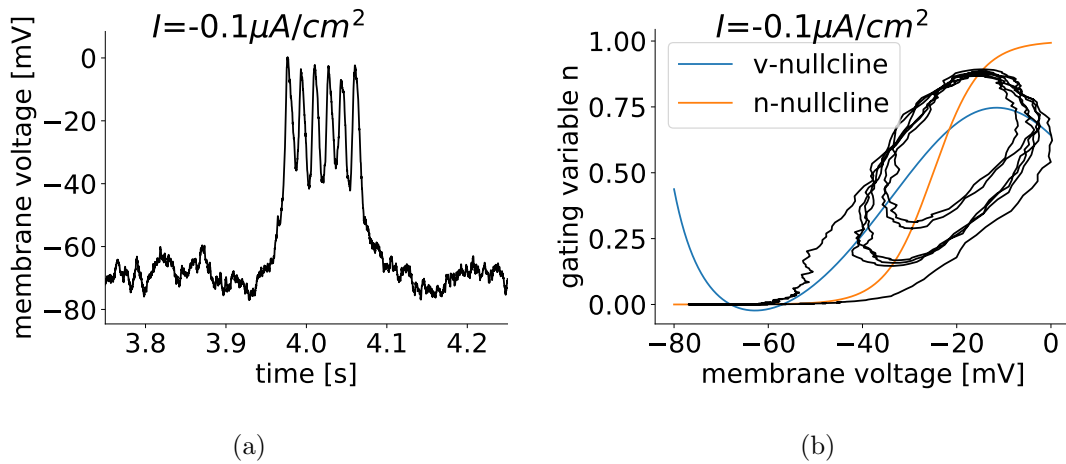 I=-0.1μA/cm²
membrane voltage [mV]
0
−20
−40
−60
−80
3.8
3.9
4.0
4.1
4.2
time [s]
(a)
I=-0.1μA/cm²
v-nullcline
n-nullcline
gating variable n
1.00
0.75
0.50
0.25
0.00
−80
−60
−40
−20
0
membrane voltage [mV]
(b)